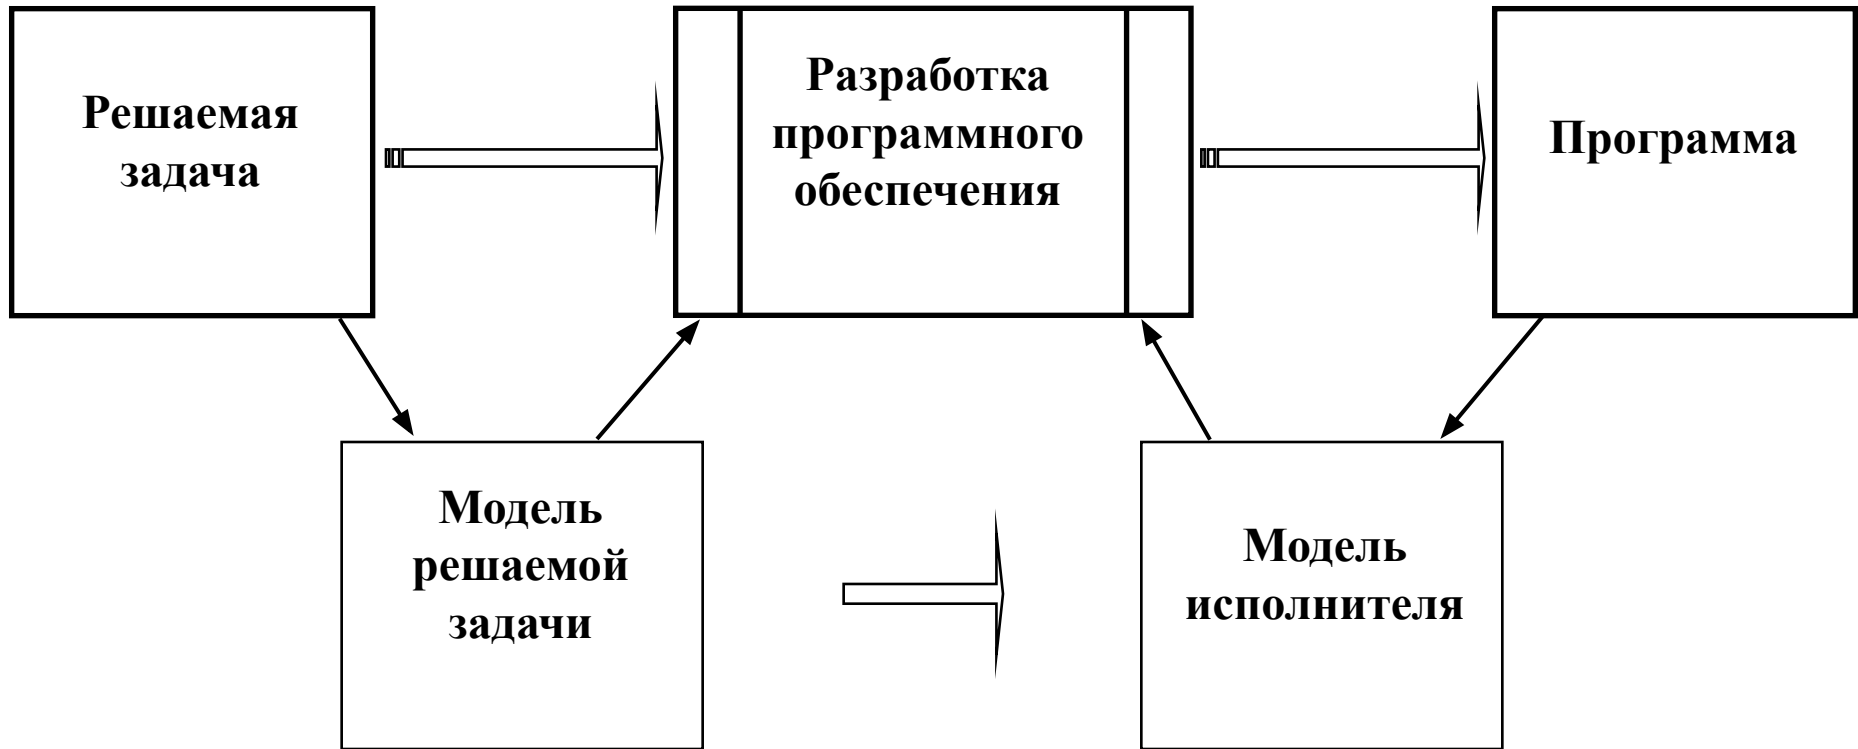 Решаемая
задача
Разработка
программного
обеспечения
Программа
Модель
решаемой
задачи
Модель
исполнителя